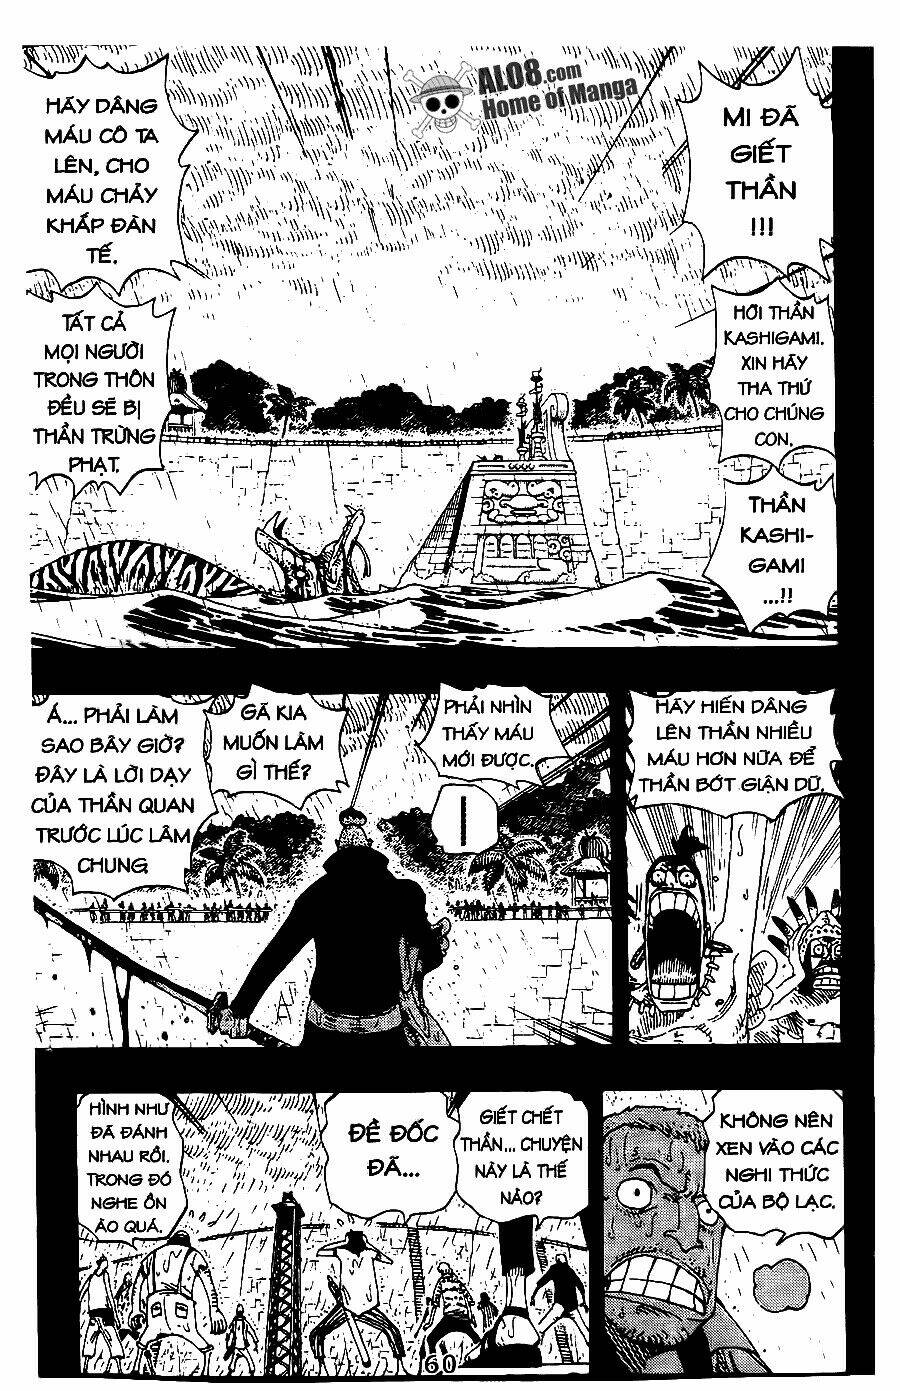 ALO8.com
Home of Manga
MI ĐÃ
GIẾT
THẦN
!!!
HỠI THẦN
KASHIGAMI.
XIN HÃY
THA THỨ
CHO CHÚNG
CON.
THẦN
KASHI-
GAMI
...!!
HÃY DÂNG
MÁU CÔ TA
LÊN, CHO
MÁU CHẢY
KHẮP ĐÀN
TẾ.
TẤT CẢ
MỌI NGƯỜI
TRONG THÔN
ĐỀU SẼ BỊ
THẦN TRỪNG
PHẠT.
HÃY HIẾN DÂNG
LÊN THẦN NHIỀU
MÁU HƠN NỮA ĐỂ
THẦN BỚT GIẬN DỮ.
PHẢI NHÌN
THẤY MÁU
MỚI ĐƯỢC.
GÃ KIA
MUỐN LÀM
GÌ THẾ?
Á... PHẢI LÀM
SAO BÂY GIỜ?
ĐÂY LÀ LỜI DẠY
CỦA THẦN QUAN
TRƯỚC LÚC LÂM
CHUNG.
KHÔNG NÊN
XEN VÀO CÁC
NGHI THỨC
CỦA BỘ LẠC.
GIẾT CHẾT
THẦN... CHUYỆN
NÀY LÀ THẾ
NÀO?
ĐỀ ĐỐC
ĐÃ...
HÌNH NHƯ
ĐÃ ĐÁNH
NHAU RỒI.
TRONG ĐÓ
NGHE ỒN
ÀO QUÁ.
60